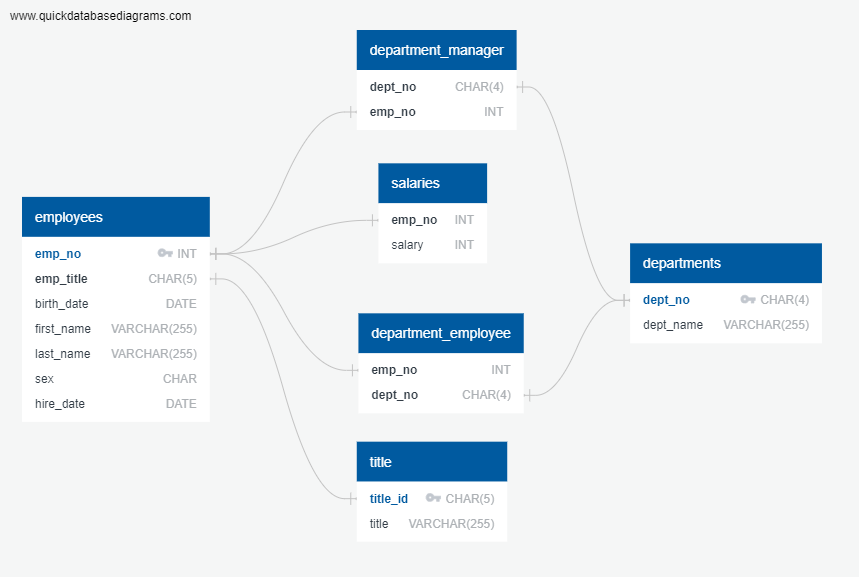 www.quickdatabasediagrams.com
department_manager
dept_no CHAR(4)
emp_no INT
salaries
emp_no INT
salary INT
employees
emp_no INT
emp_title CHAR(5)
birth_date DATE
first_name VARCHAR(255)
last_name VARCHAR(255)
sex CHAR
hire_date DATE
departments
dept_no CHAR(4)
dept_name VARCHAR(255)
department_employee
emp_no INT
dept_no CHAR(4)
title
title_id CHAR(5)
title VARCHAR(255)